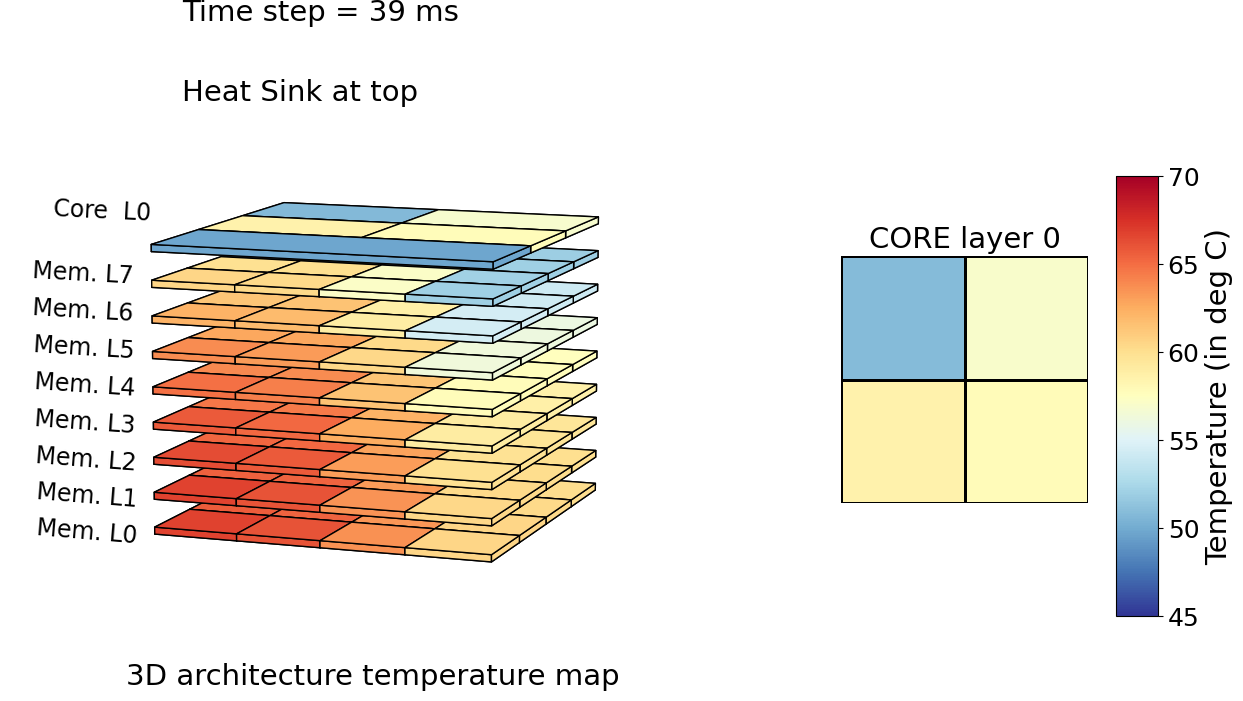 Time step = 39 ms
Heat Sink at top
Core  L0
Mem. L7
Mem. L6
Mem. L5
Mem. L4
Mem. L3
Mem. L2
Mem. L1
Mem. L0
3D architecture temperature map
CORE layer 0
70
65
60
55
50
45
Temperature (in deg C)